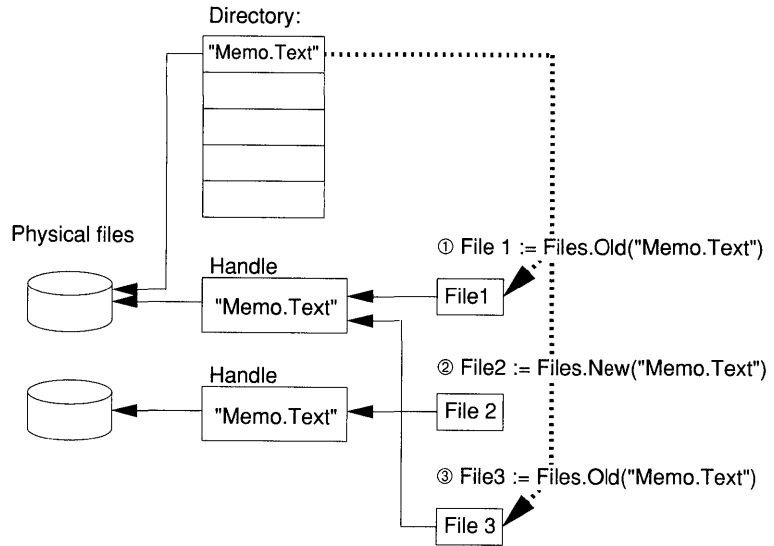 Directory:
"Memo.Text"
Physical files
① File 1 := Files.Old("Memo.Text")
Handle
"Memo.Text"
File1
② File2 := Files.New("Memo.Text")
Handle
"Memo.Text"
File 2
③ File3 := Files.Old("Memo.Text")
File 3